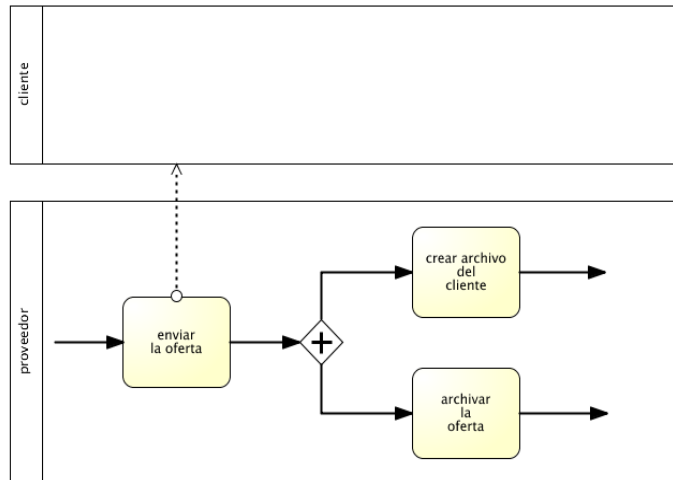 cliente
proveedor
enviar
la oferta
crear archivo
del
cliente
archivar
la
oferta